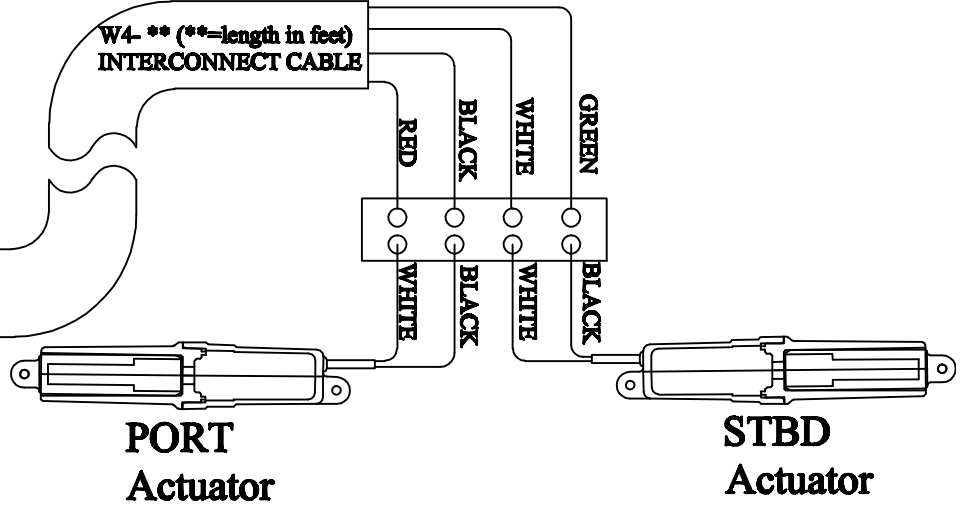 W4- ** (**=length in feet)
INTERCONNECT CABLE
RED
BLACK
WHITE
GREEN
WHITE
BLACK
WHITE
BLACK
PORT
Actuator
STBD
Actuator